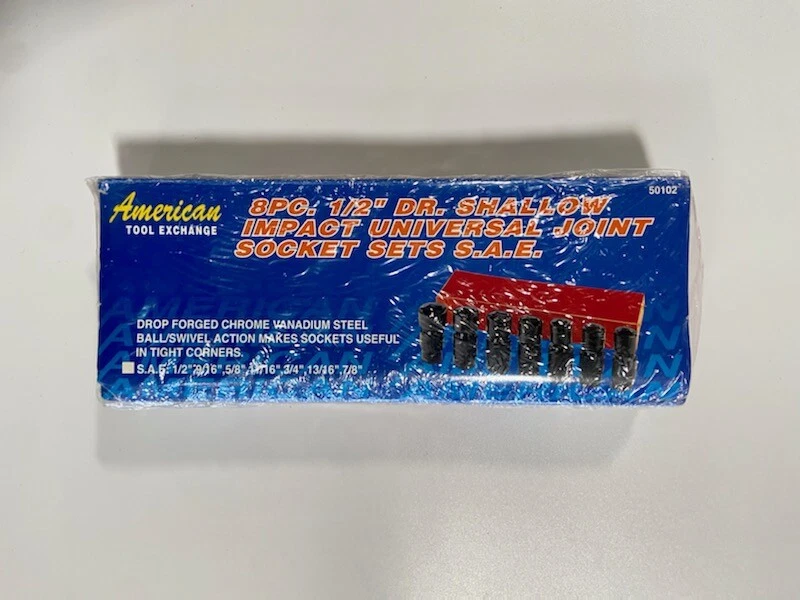 American
TOOL EXCHANGE
8PC. 1/2" DR. SHALLOW
IMPACT UNIVERSAL JOINT
SOCKET SETS S.A.E.
50102
DROP FORGED CHROME VANADIUM STEEL
BALL/SWIVEL ACTION MAKES SOCKETS USEFUL
IN TIGHT CORNERS.
S.A.E. 1/2",9/16",5/8",11/16",3/4",13/16",7/8"
AMERICAN